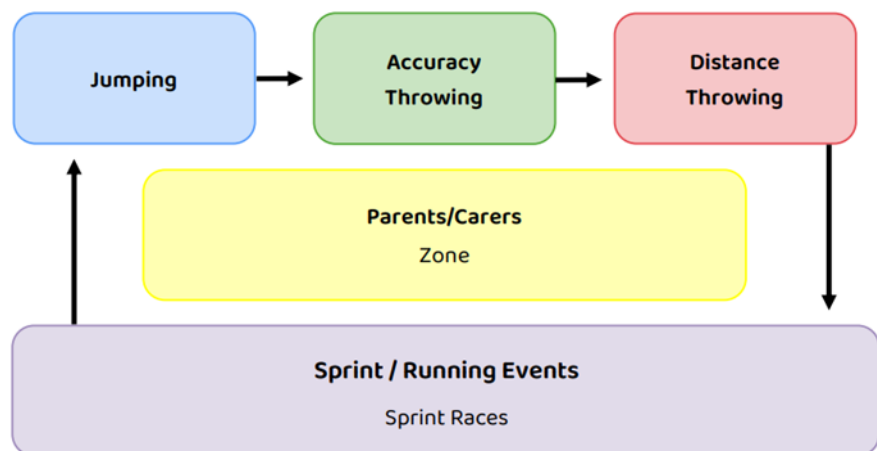 Jumping
Accuracy
Throwing
Distance
Throwing
Parents/Carers
Zone
Sprint / Running Events
Sprint Races